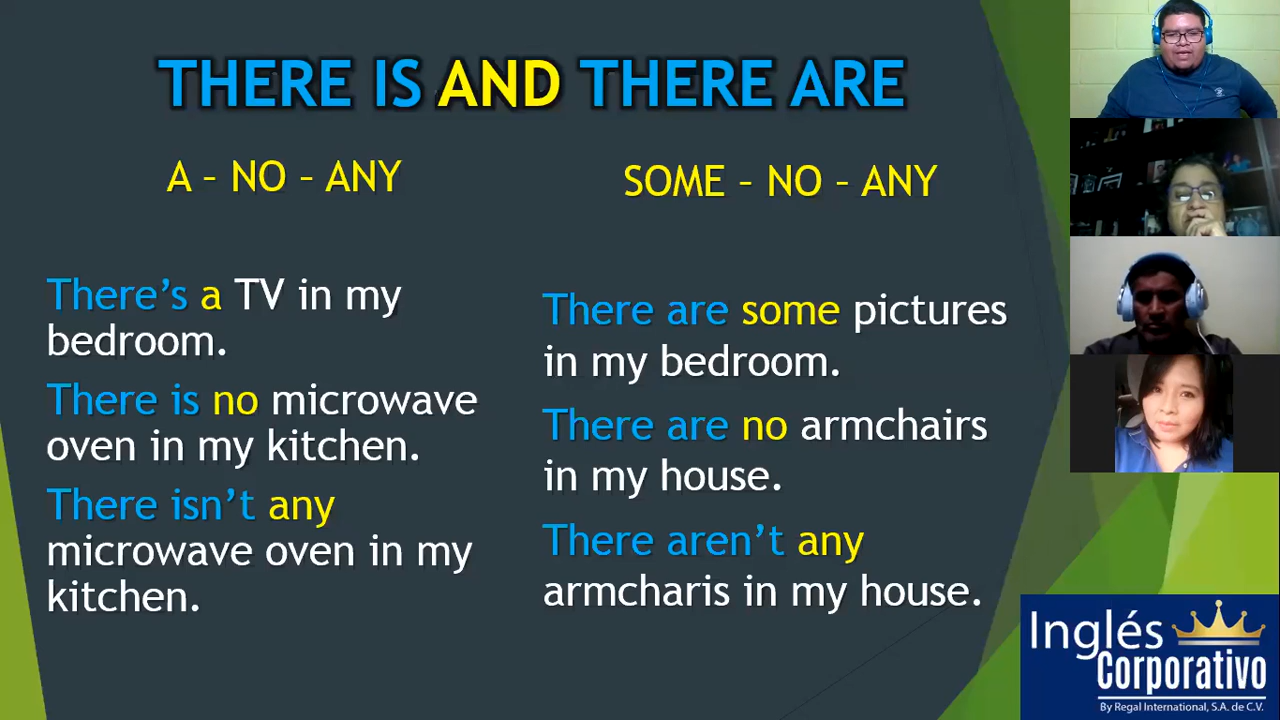 THERE IS AND THERE ARE
A – NO – ANY
There's a TV in my
bedroom.
There is no microwave
oven in my kitchen.
There isn't any
microwave oven in my
kitchen.
SOME – NO – ANY
There are some pictures
in my bedroom.
There are no armchairs
in my house.
There aren't any
armcharis in my house.
Inglés
Corporativo
By Regal International, S.A. de C.V.